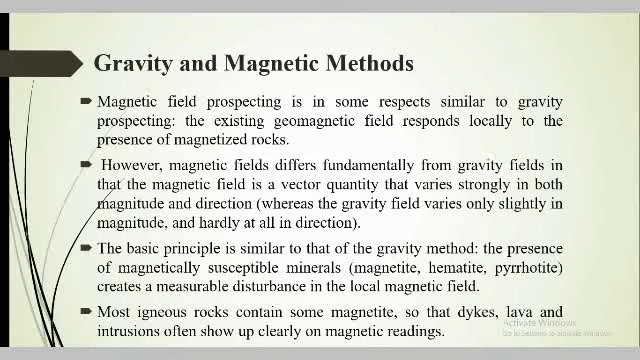 Gravity and Magnetic Methods
Magnetic field prospecting is in some respects similar to gravity
prospecting: the existing geomagnetic field responds locally to the
presence of magnetized rocks.
However, magnetic fields differs fundamentally from gravity fields in
that the magnetic field is a vector quantity that varies strongly in both
magnitude and direction (whereas the gravity field varies only slightly in
magnitude, and hardly at all in direction).
The basic principle is similar to that of the gravity method: the presence
of magnetically susceptible minerals (magnetite, hematite, pyrrhotite)
creates a measurable disturbance in the local magnetic field.
Most igneous rocks contain some magnetite, so that dykes, lava and
intrusions often show up clearly on magnetic readings.
Activate Windows
Go to Settings to activate Windows.